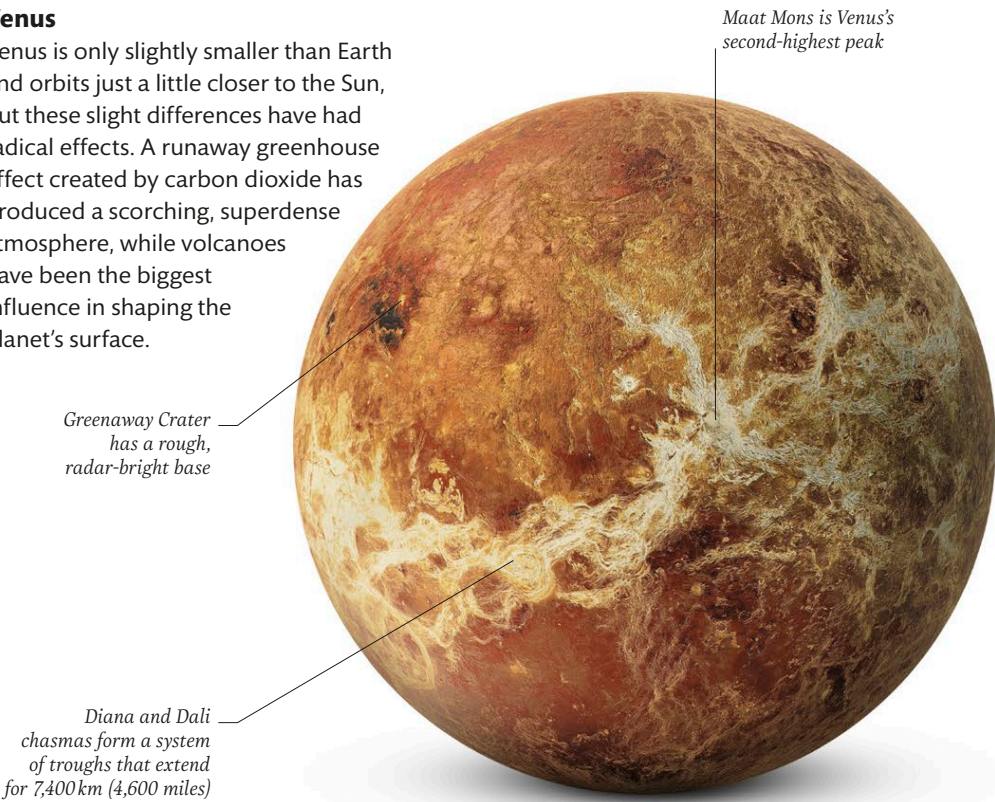 enus
enus is only slightly smaller than Earth
nd orbits just a little closer to the Sun,
ut these slight differences have had
adical effects. A runaway greenhouse
ffect created by carbon dioxide has
roduced a scorching, superdense
tmosphere, while volcanoes
ave been the biggest
nfluence in shaping the
lanet’s surface.
Maat Mons is Venus’s
second-highest peak
Greenaway Crater
has a rough,
radar-bright base
Diana and Dali
chasmas form a system
of troughs that extend
for 7,400 km (4,600 miles)